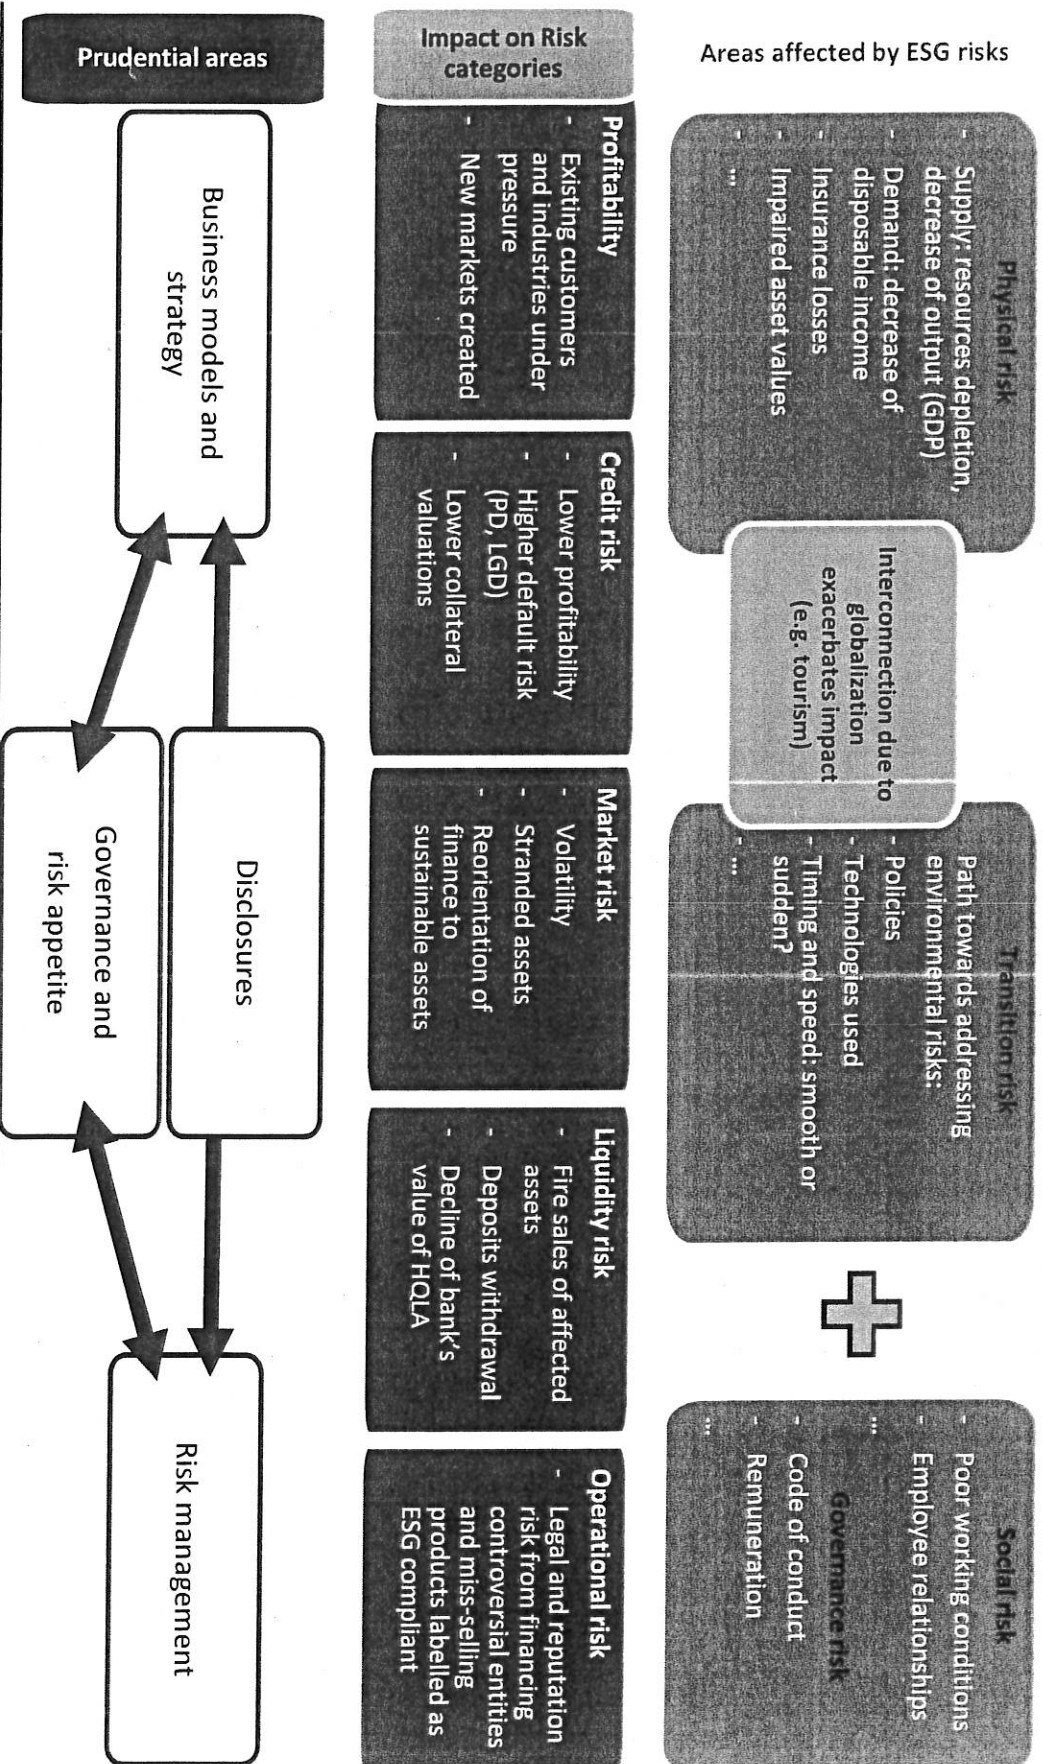 Areas affected by ESG risks
Physical risk
- Supply: resources depletion,
decrease of output (GDP)
- Demand: decrease of
disposable income
- Insurance losses
- Impaired asset values
- ...
Interconnection due to
globalization
exacerbates impact
(e.g. tourism)
Transition risk
Path towards addressing
environmental risks:
- Policies
- Technologies used
- Timing and speed: smooth or
sudden?
- ...
Social risk
- Poor working conditions
- Employee relationships
...
Governance risk
- Code of conduct
- Remuneration
...
Impact on Risk
categories
Profitability
- Existing customers
and industries under
pressure
- New markets created
Credit risk
- Lower profitability
- Higher default risk
(PD, LGD)
- Lower collateral
valuations
Market risk
- Volatility
- Stranded assets
- Reorientation of
finance to
sustainable assets
Liquidity risk
- Fire sales of affected
assets
- Deposits withdrawal
- Decline of bank's
value of HQLA
Operational risk
- Legal and reputation
risk from financing
controversial entities
and miss-selling
products labelled as
ESG compliant
Prudential areas
Business models and
strategy
Disclosures
Governance and
risk appetite
Risk management